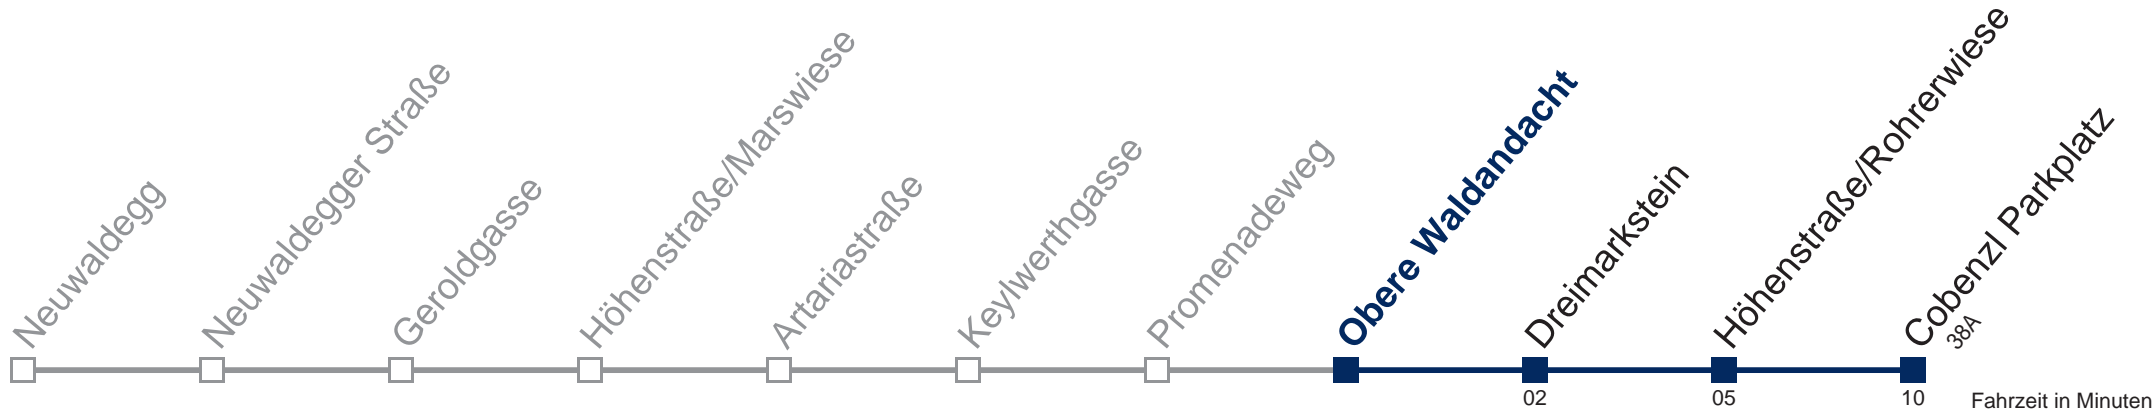 Neuwaldegg
Neuwaldegger Straße
Geroldgasse
Höhenstraße/Marswiese
Artariastraße
Keylwerthgasse
Promenadeweg
Obere Waldandacht
Dreimarkstein
Höhenstraße/Rohrerwiese
Cobenzl Parkplatz
38A
02
05
10
Fahrzeit in Minuten